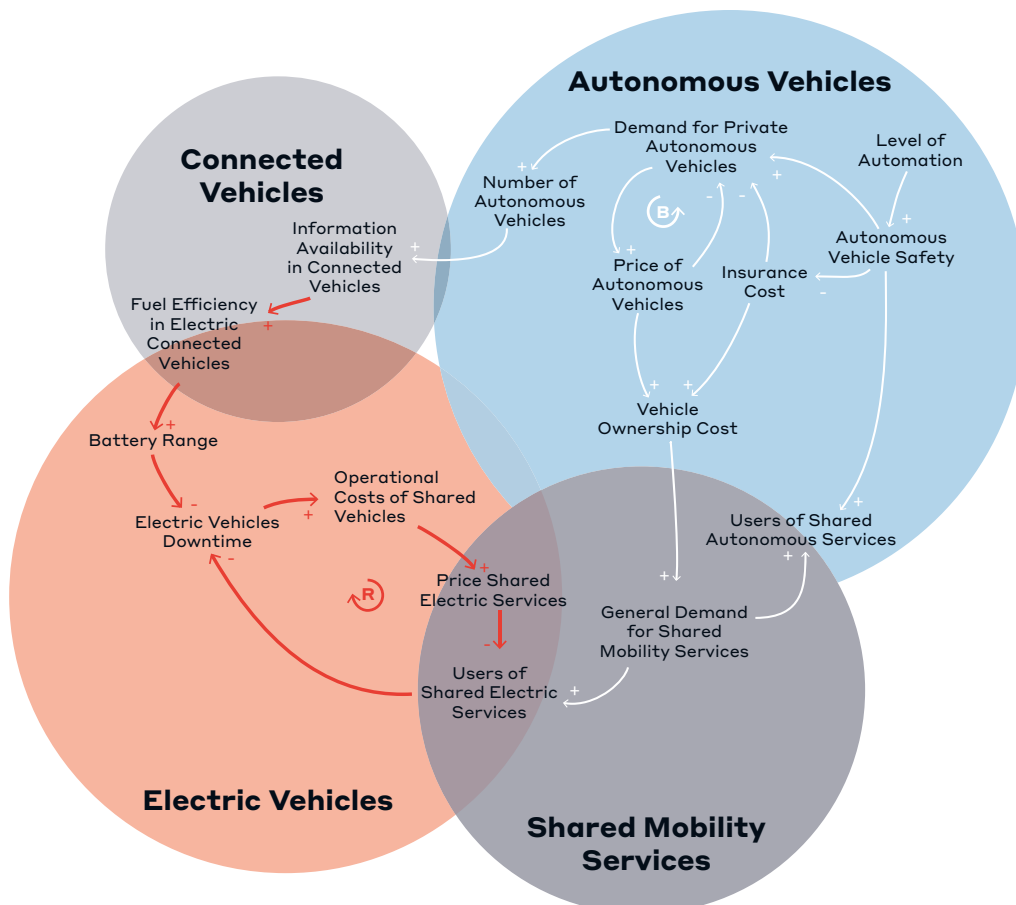 Autonomous Vehicles
Connected
Vehicles
Demand for Private
Autonomous
Vehicles
Level of
Automation
+
Number of
Autonomous
Vehicles
-
-
+
B
+
Information
Availability
in Connected
Vehicles
+
+
Autonomous
Vehicle Safety
Price of
Autonomous
Vehicles
Insurance
Cost
-
Fuel Efficiency
in Electric
Connected
Vehicles
+
+
+
Vehicle
Ownership Cost
+
Battery Range
Operational
Costs of Shared
Vehicles
-
+
Electric Vehicles
Downtime
-
+
Users of Shared
Autonomous Services
+
+
Price Shared
Electric Services
+
R
General Demand
for Shared
Mobility Services
-
Users of
Shared Electric
Services
+
Electric Vehicles
Shared Mobility
Services